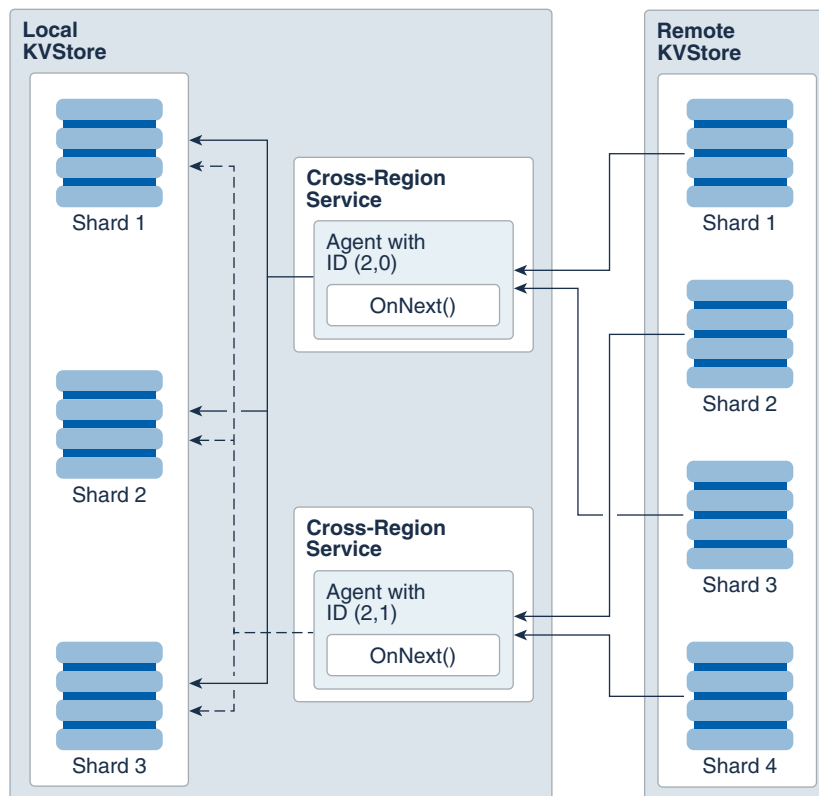 Local
KVStore
Shard 1
Shard 2
Shard 3
Cross-Region
Service
Agent with
ID (2,0)
OnNext()
Cross-Region
Service
Agent with
ID (2,1)
OnNext()
Remote
KVStore
Shard 1
Shard 2
Shard 3
Shard 4